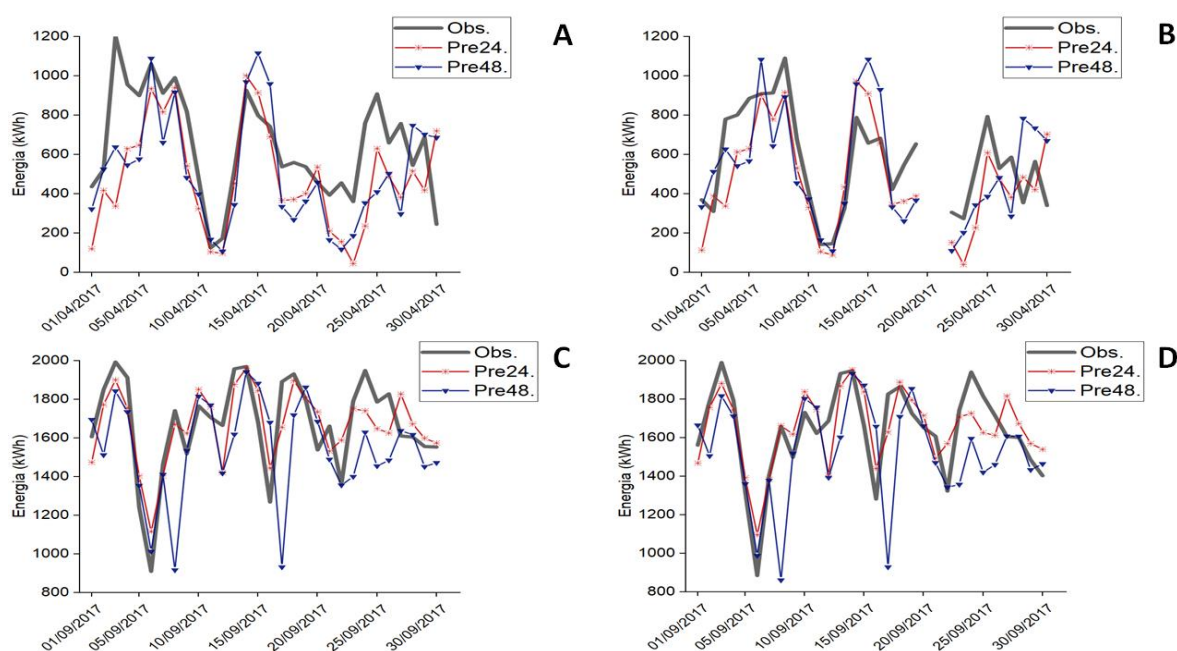 A
Obs.
Pre24.
Pre48.
Energia (kWh)
1200
1000
800
600
400
200
0
01/04/2017
05/04/2017
10/04/2017
15/04/2017
20/04/2017
25/04/2017
30/04/2017
B
Obs.
Pre24.
Pre48.
Energia (kWh)
1200
1000
800
600
400
200
0
01/04/2017
05/04/2017
10/04/2017
15/04/2017
20/04/2017
25/04/2017
30/04/2017
C
Obs.
Pre24.
Pre48.
Energia (kWh)
2000
1800
1600
1400
1200
1000
800
01/09/2017
05/09/2017
10/09/2017
15/09/2017
20/09/2017
25/09/2017
30/09/2017
D
Obs.
Pre24.
Pre48.
Energia (kWh)
2000
1800
1600
1400
1200
1000
800
01/09/2017
05/09/2017
10/09/2017
15/09/2017
20/09/2017
25/09/2017
30/09/2017